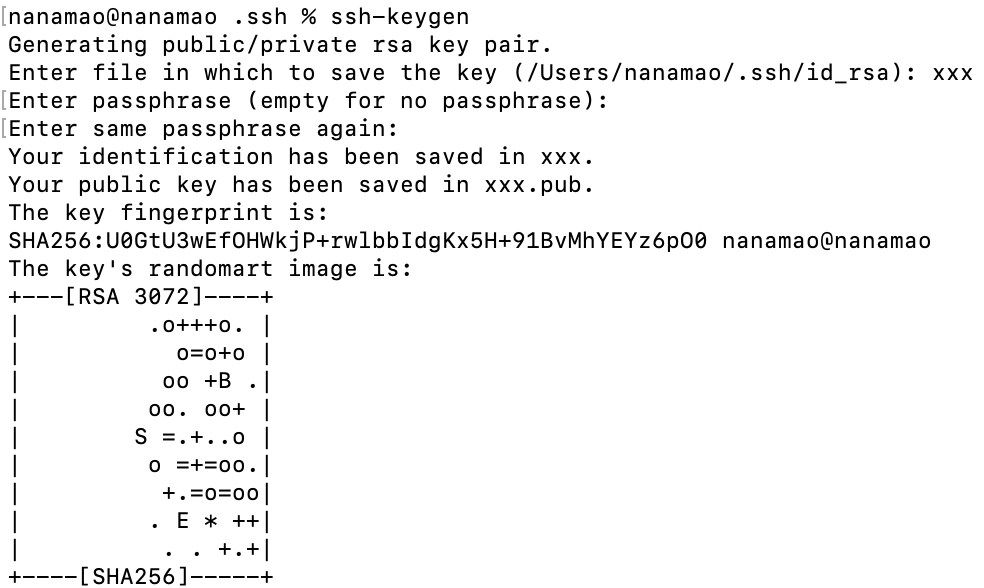 nanamao@nanamao .ssh % ssh-keygen
Generating public/private rsa key pair.
Enter file in which to save the key (/Users/nanamao/.ssh/id_rsa): xxx
Enter passphrase (empty for no passphrase):
Enter same passphrase again:
Your identification has been saved in xxx.
Your public key has been saved in xxx.pub.
The key fingerprint is:
SHA256:U0GtU3wEfOHWkjP+rwlbbIdgKx5H+91BvMhYEYz6pO0 nanamao@nanamao
The key's randomart image is:
+---[RSA 3072]----+
|         .o+++o. |
|           o=o+o |
|          oo +B .|
|         oo. oo+ |
|        S =.+..o |
|         o =+=oo.|
|          +.=o=oo|
|         . E * ++|
|          . . +.+|
+----[SHA256]-----+